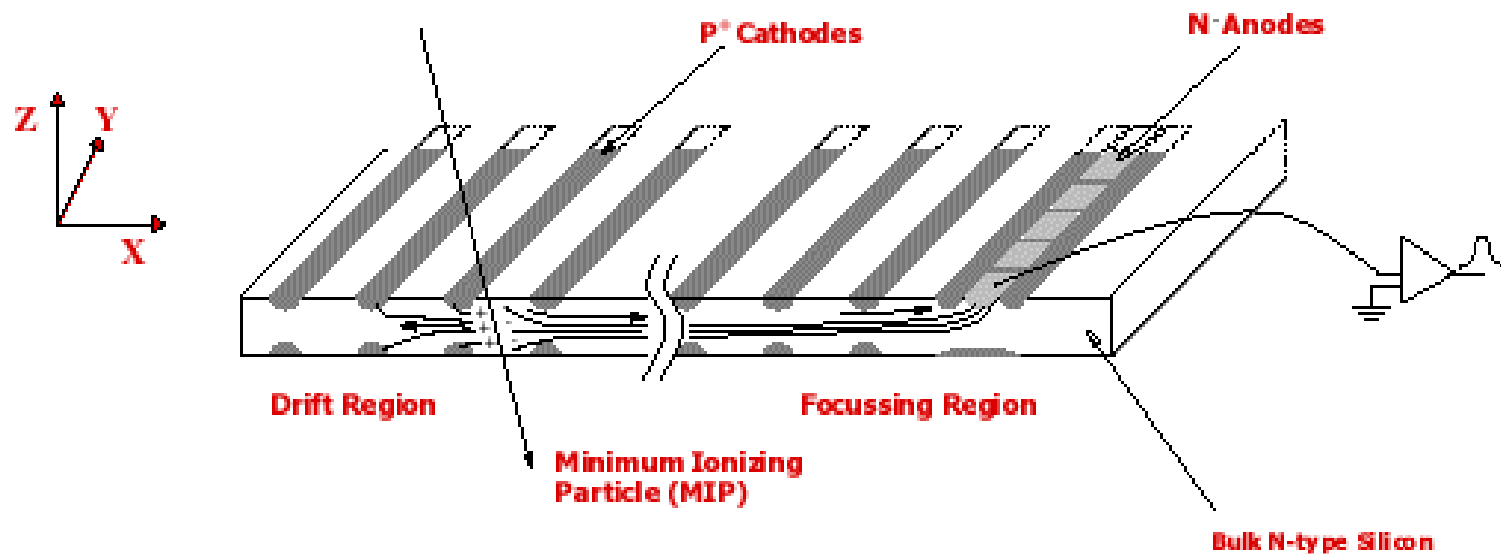 P⁺ Cathodes
N⁻ Anodes
Z
Y
X
Drift Region
Focussing Region
Minimum Ionizing
Particle (MIP)
Bulk N-type Silicon